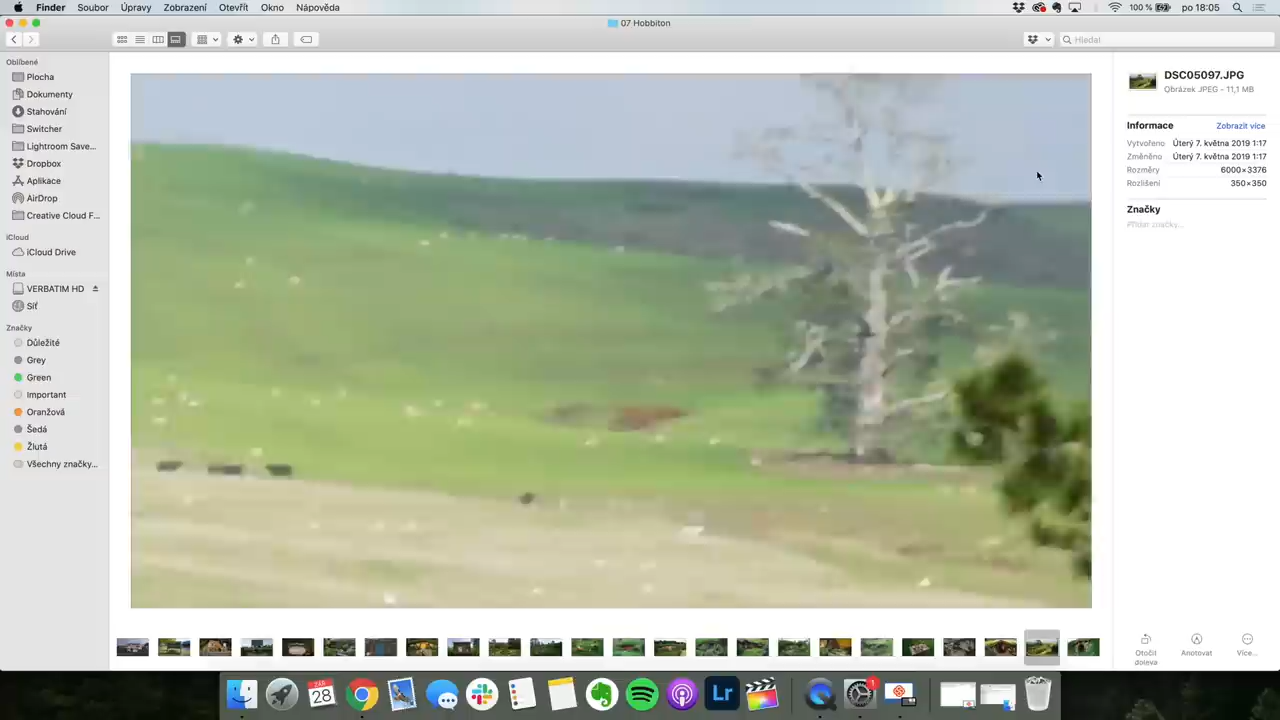 Finder Soubor Úpravy Zobrazení Otevřít Okno Nápověda 100 % po 18:05
07 Hobbiton
Hledat
Oblíbené
Plocha
Dokumenty
Stahování
Switcher
Lightroom Save...
Dropbox
Aplikace
AirDrop
Creative Cloud F...
iCloud
iCloud Drive
Místa
VERBATIM HD
Síť
Značky
Důležité
Grey
Green
Important
Oranžová
Šedá
Žlutá
Všechny značky...
DSC05097.JPG
Obrázek JPEG - 11,1 MB
Informace Zobrazit více
Vytvořeno Úterý 7. května 2019 1:17
Změněno Úterý 7. května 2019 1:17
Rozměry 6000×3376
Rozlišení 350×350
Značky
Přidat značky...
Otočit doleva
Anotovat
Více...
ZÁŘ
28
Lr
1